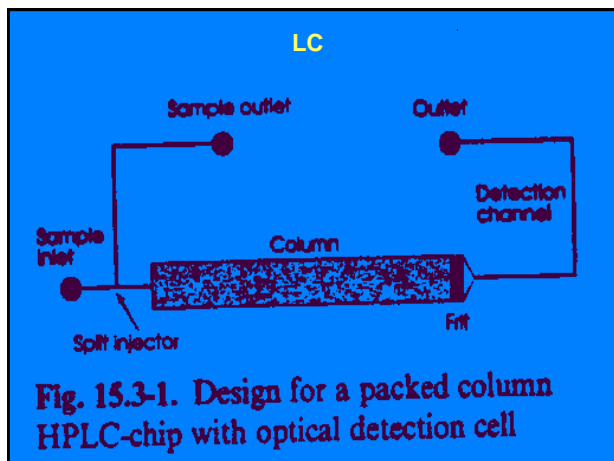 LC
Sample outlet
Outlet
Detection
channel
Sample
inlet
Column
Split injector
Frit
Fig. 15.3-1. Design for a packed column
HPLC-chip with optical detection cell